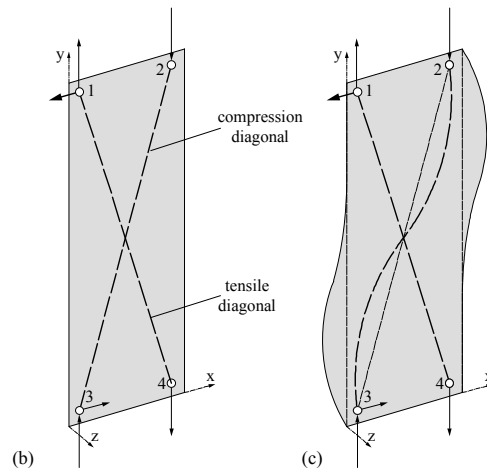 y
2
1
compression
diagonal
tensile
diagonal
x
3
4
z
(b)
y
2
1
x
3
4
z
(c)